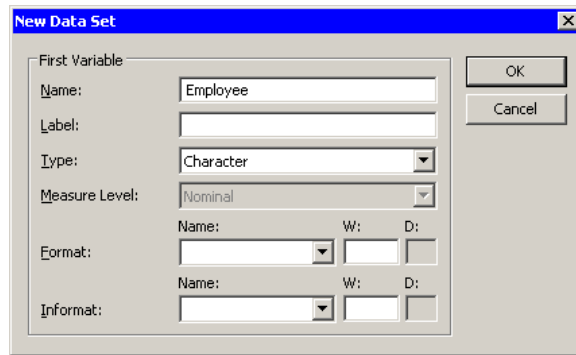 New Data Set
First Variable
Name: Employee
Label:
Type: Character
Measure Level: Nominal
Name: W: D:
Format:
Name: W: D:
Informat:
OK
Cancel